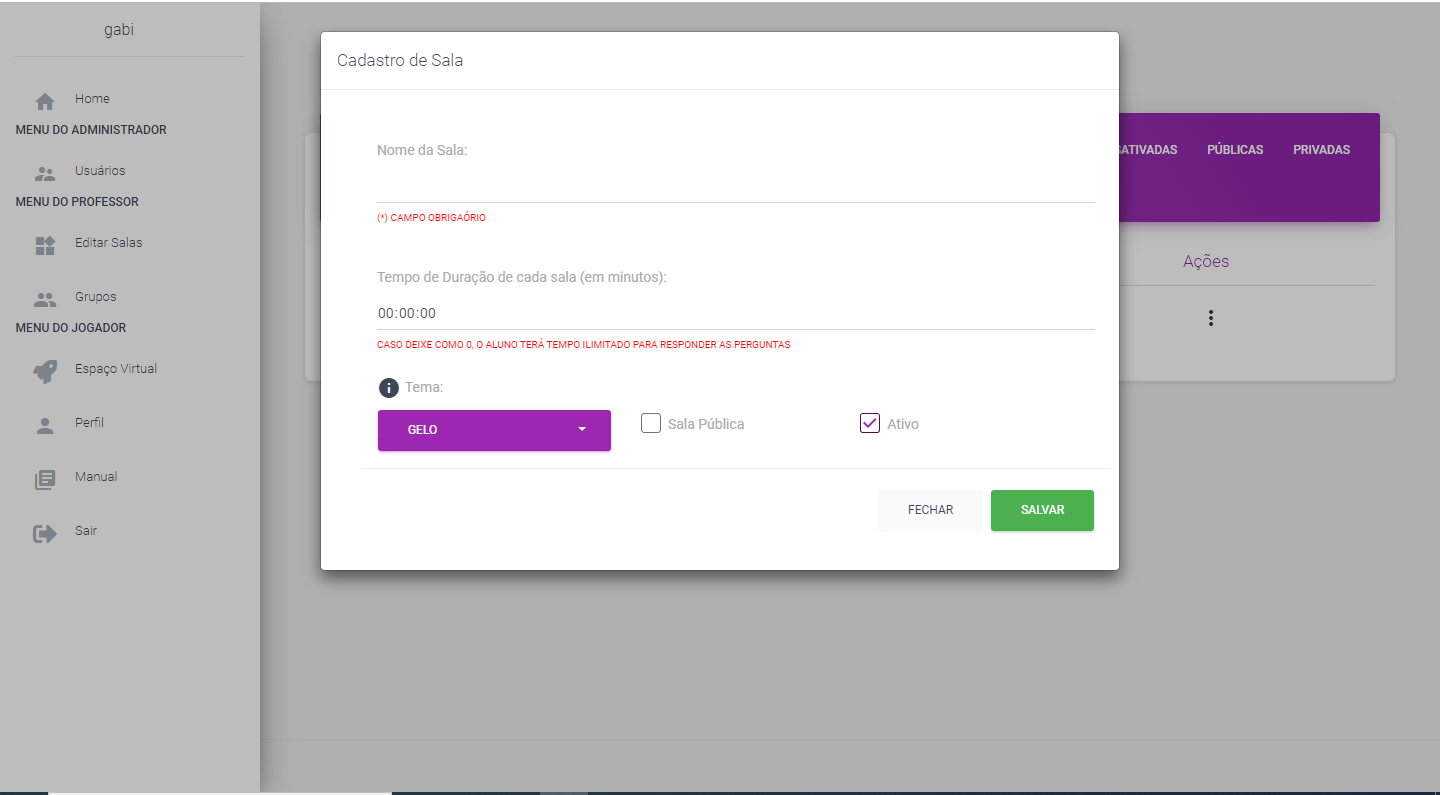 gabi
Home
MENU DO ADMINISTRADOR
Usuários
MENU DO PROFESSOR
Editar Salas
Grupos
MENU DO JOGADOR
Espaço Virtual
Perfil
Manual
Sair
Cadastro de Sala
Nome da Sala:
(*) CAMPO OBRIGAÓRIO
Tempo de Duração de cada sala (em minutos):
00:00:00
CASO DEIXE COMO 0, O ALUNO TERÁ TEMPO ILIMITADO PARA RESPONDER AS PERGUNTAS
Tema:
GELO Sala Pública Ativo
FECHAR SALVAR
PÚBLICAS PRIVADAS
Ações